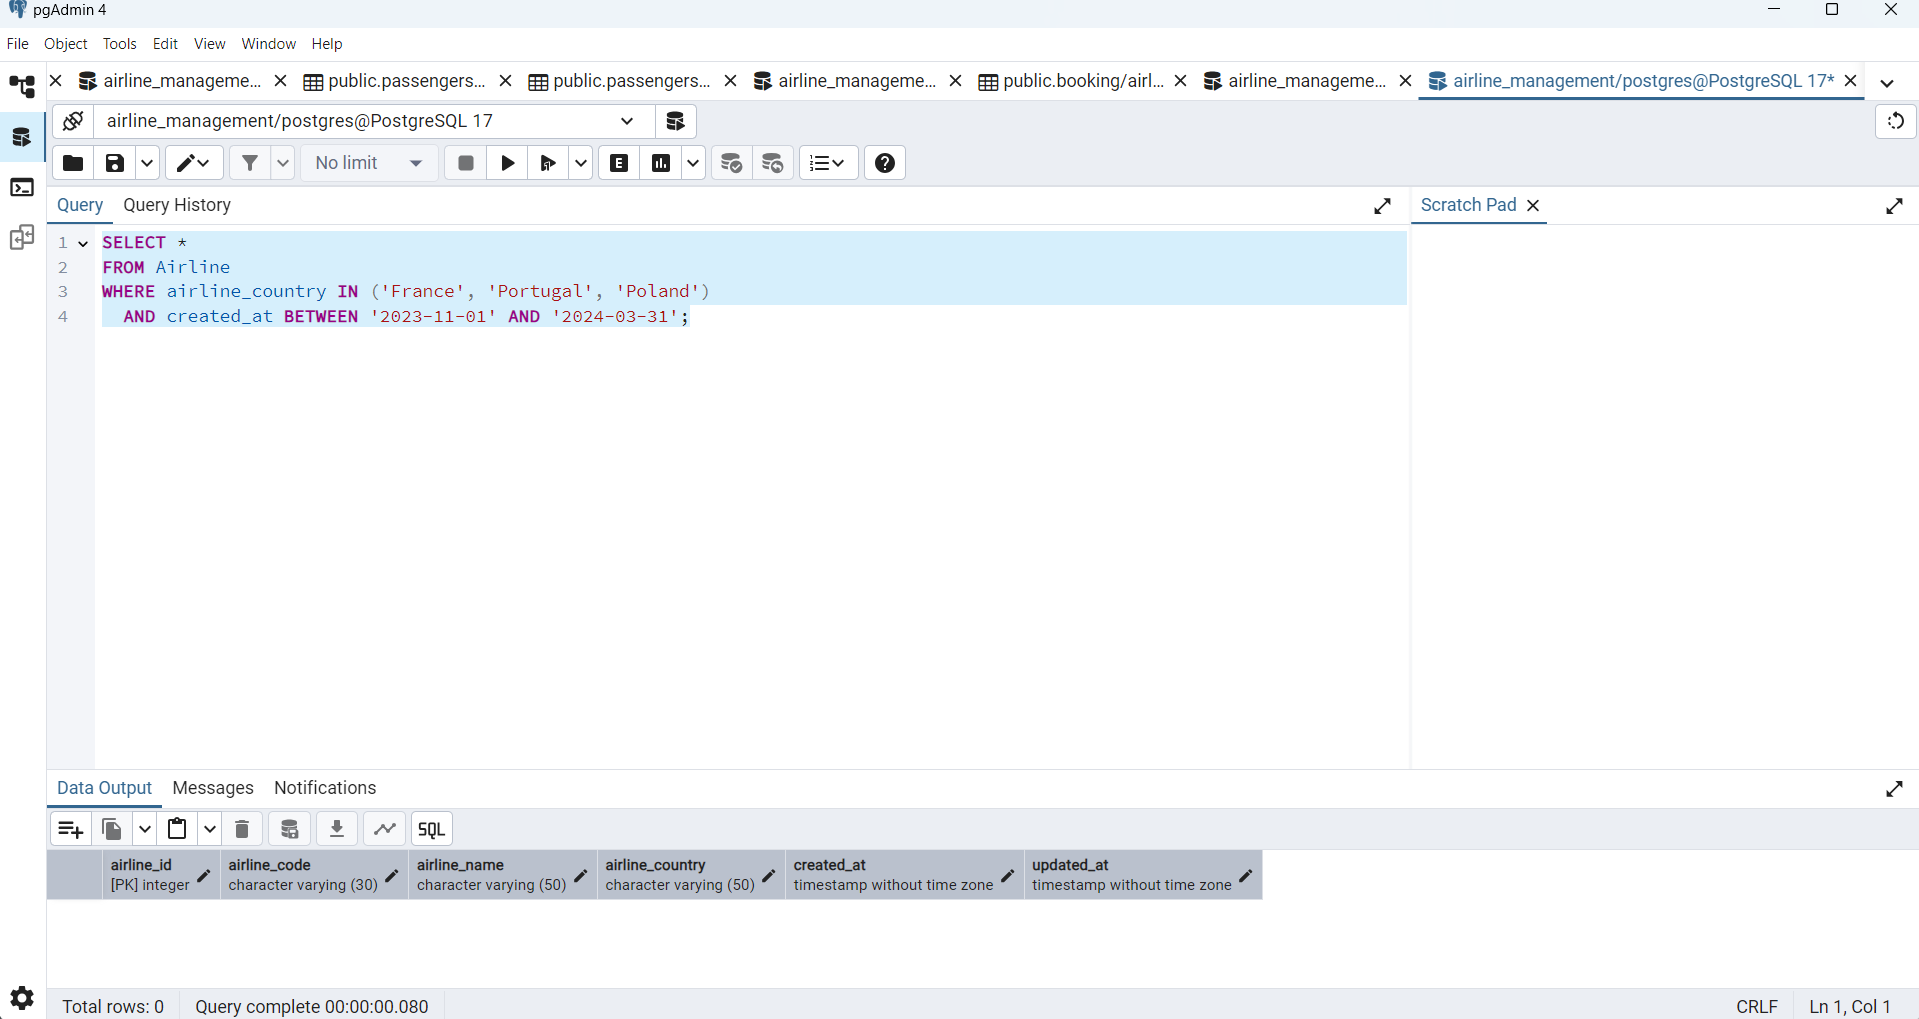 pgAdmin 4
File Object Tools Edit View Window Help
airline_manageme... public.passengers... public.passengers... airline_manageme... public.booking/airl... airline_manageme... airline_management/postgres@PostgreSQL 17*
airline_management/postgres@PostgreSQL 17
No limit E
Query Query History Scratch Pad
1 SELECT *
2 FROM Airline
3 WHERE airline_country IN ('France', 'Portugal', 'Poland')
4 AND created_at BETWEEN '2023-11-01' AND '2024-03-31';
Data Output Messages Notifications
SQL
airline_id airline_code airline_name airline_country created_at updated_at
[PK] integer character varying (30) character varying (50) character varying (50) timestamp without time zone timestamp without time zone
Total rows: 0 Query complete 00:00:00.080 CRLF Ln 1, Col 1